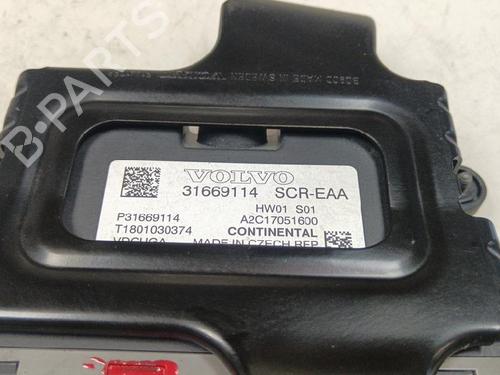 VOLVO
31669114 SCR-EAA
HW01 S01
P31669114 A2C17051600
T1801030374 CONTINENTAL
MADE IN CZECH REP
B-PARTS